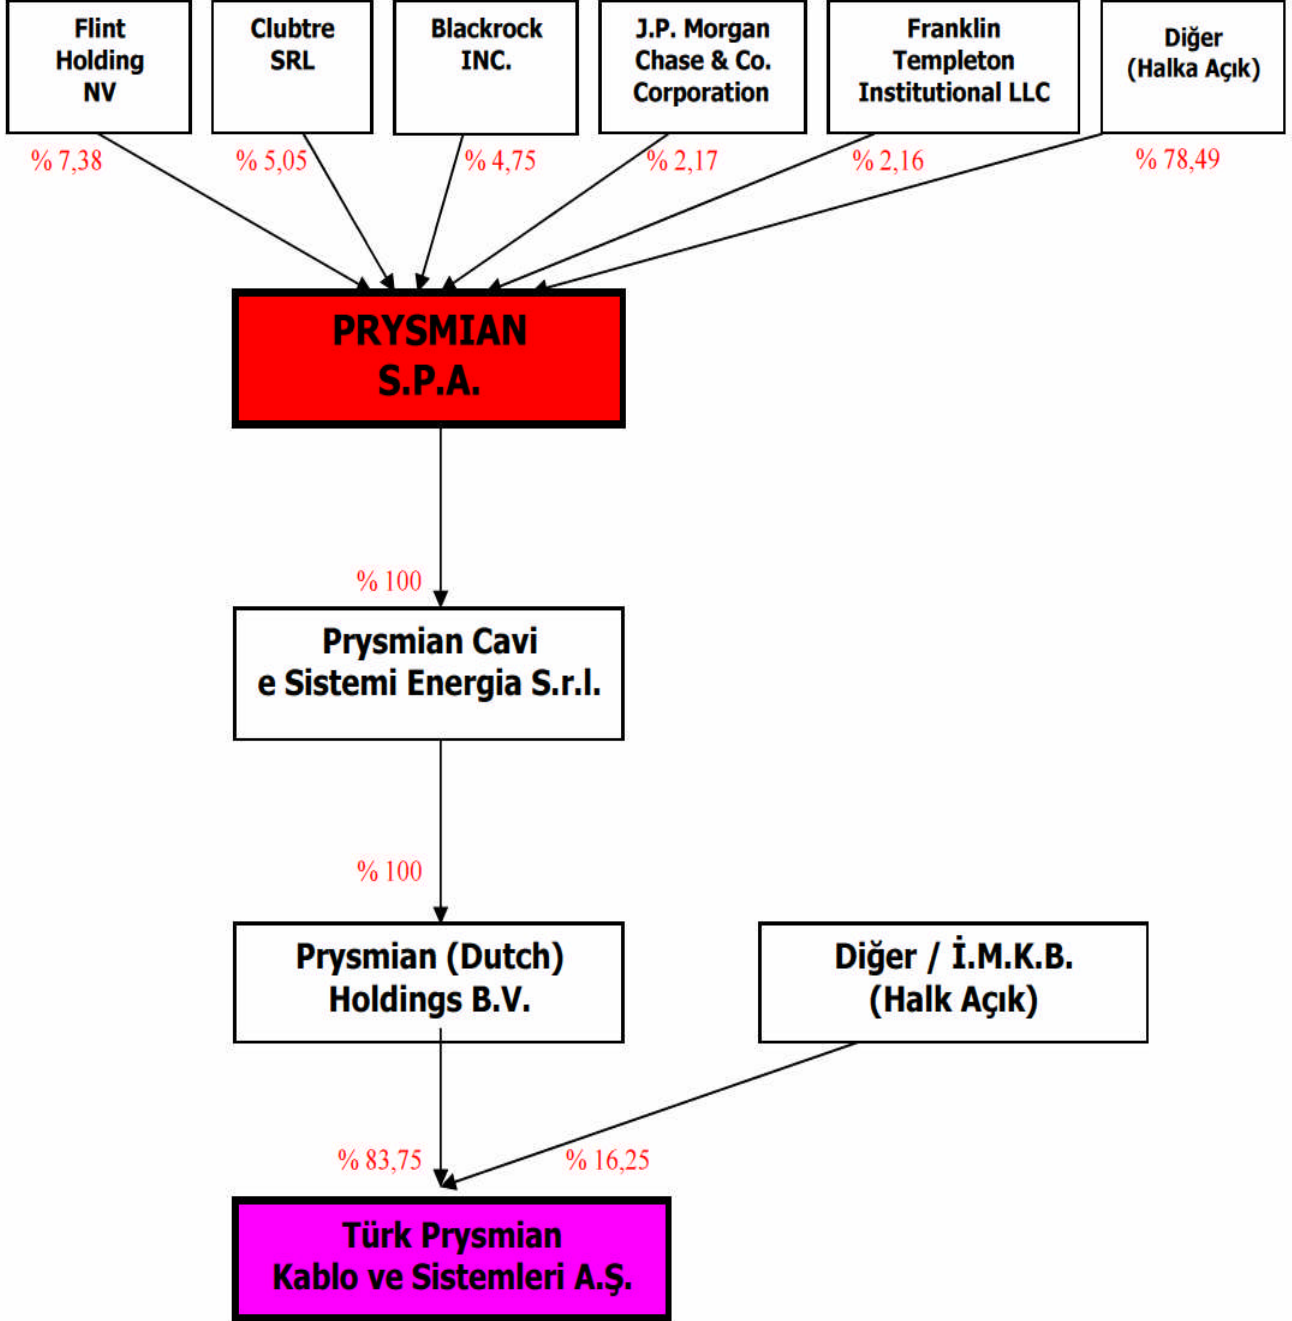 Flint
Holding
NV
Clubtre
SRL
Blackrock
INC.
J.P. Morgan
Chase & Co.
Corporation
Franklin
Templeton
Institutional LLC
Diğer
(Halka Açık)
% 7,38
% 5,05
% 4,75
% 2,17
% 2,16
% 78,49
PRYSMIAN
S.P.A.
% 100
Prysmian Cavi
e Sistemi Energia S.r.l.
% 100
Prysmian (Dutch)
Holdings B.V.
Diğer / İ.M.K.B.
(Halk Açık)
% 83,75
% 16,25
Türk Prysmian
Kablo ve Sistemleri A.Ş.